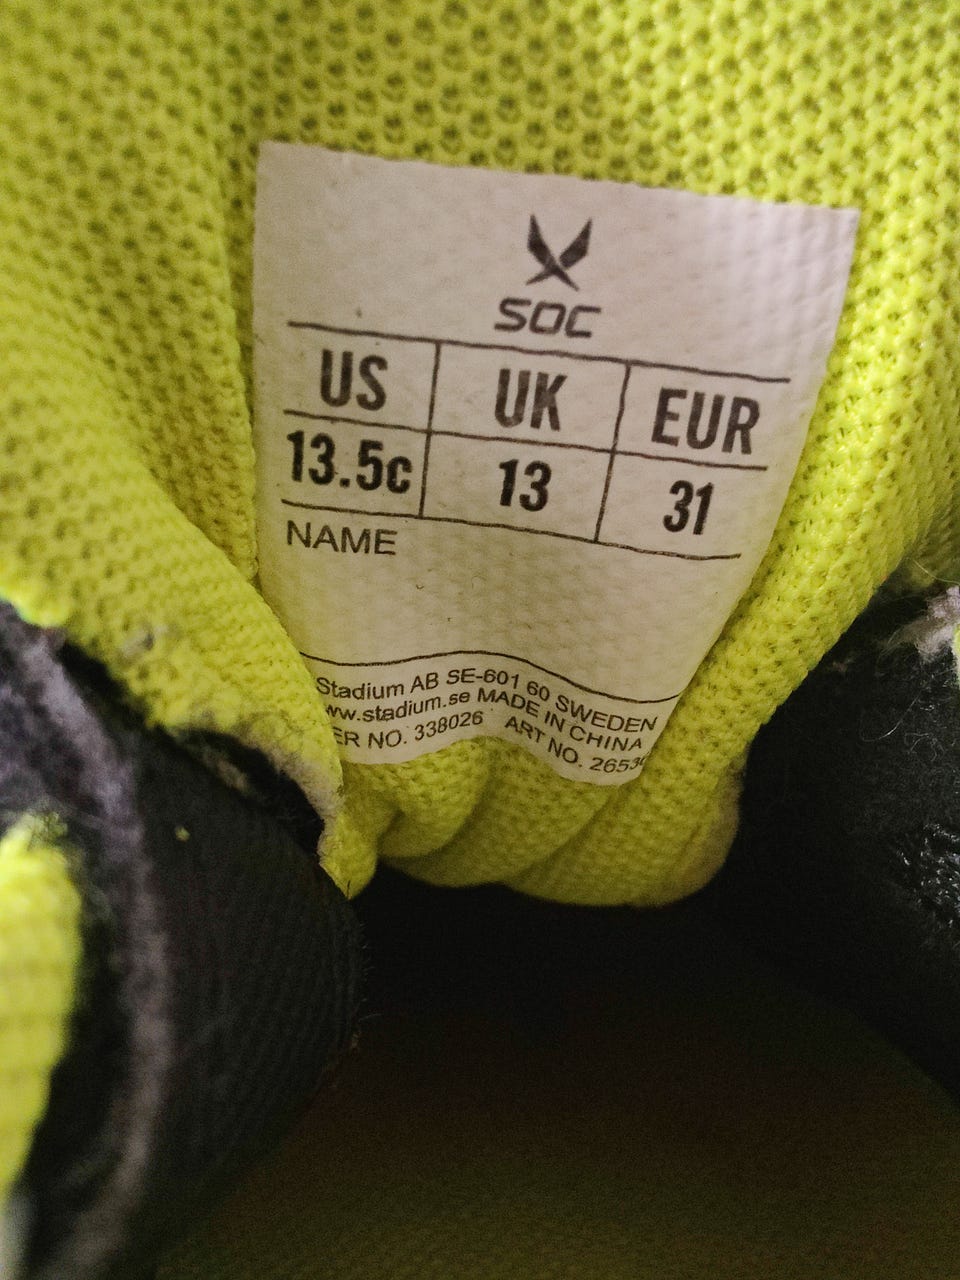 SOC
US UK EUR
13.5c 13 31
NAME
Stadium AB SE-601 60 SWEDEN
www.stadium.se MADE IN CHINA
NO. 338026 ART NO.